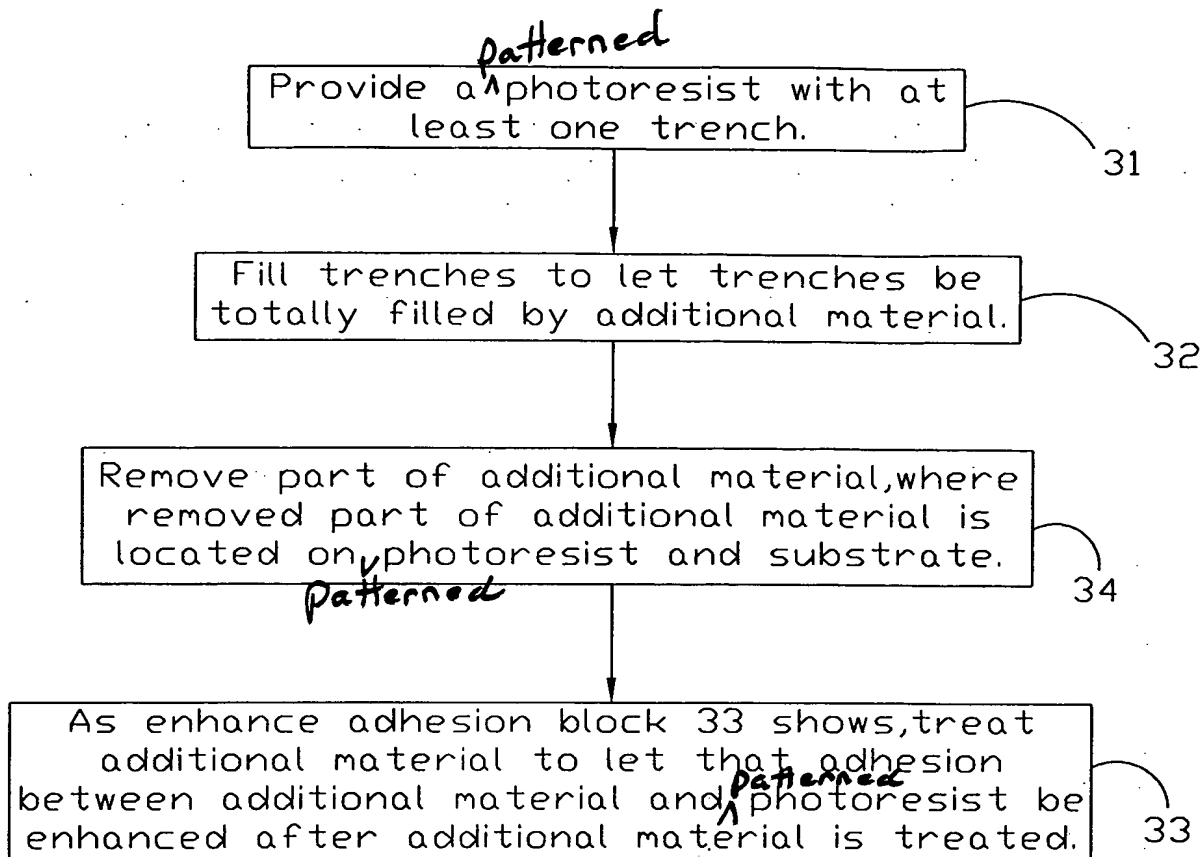 patterned
Provide a^photoresist with at
least one trench.
31
Fill trenches to let trenches be
totally filled by additional material.
32
Remove part of additional material,where
removed part of additional material is
located on^photoresist and substrate.
patterned
34
As enhance adhesion block 33 shows,treat
additional material to let that adhesion
patterned
between additional material and^photoresist be
enhanced after additional material is treated.
33